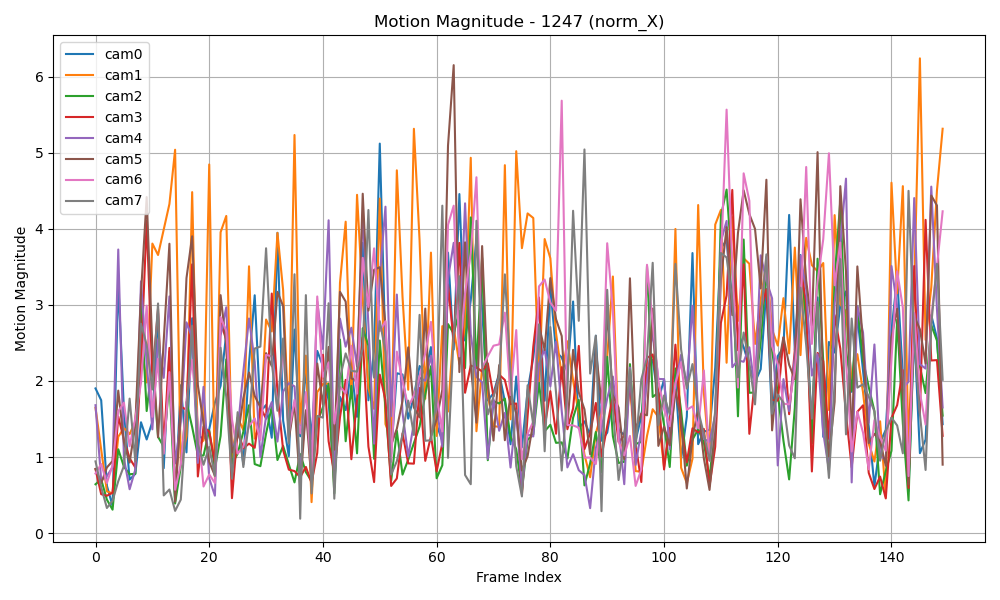 Motion Magnitude - 1247 (norm_X)
cam0
cam1
cam2
cam3
cam4
cam5
cam6
cam7
Motion Magnitude
6
5
4
3
2
1
0
0 20 40 60 80 100 120 140
Frame Index